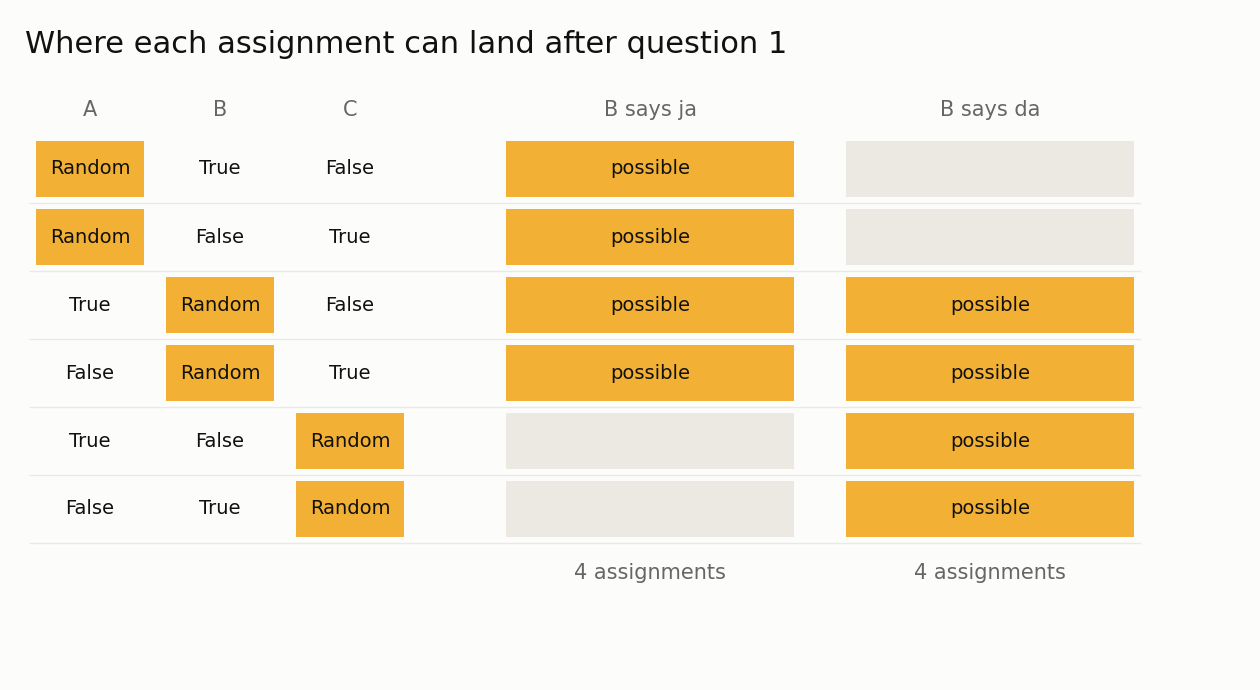 Where each assignment can land after question 1
A B C B says ja B says da
Random True False possible
Random False True possible
True Random False possible possible
False Random True possible possible
True False Random possible
False True Random possible
4 assignments 4 assignments